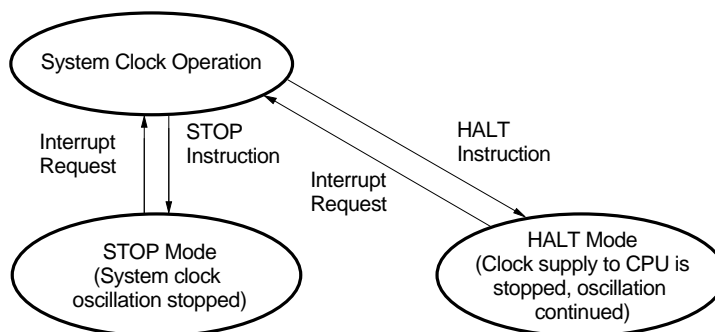 System Clock Operation
Interrupt
Request
STOP
Instruction
HALT
Instruction
Interrupt
Request
STOP Mode
(System clock
oscillation stopped)
HALT Mode
(Clock supply to CPU is
stopped, oscillation
continued)